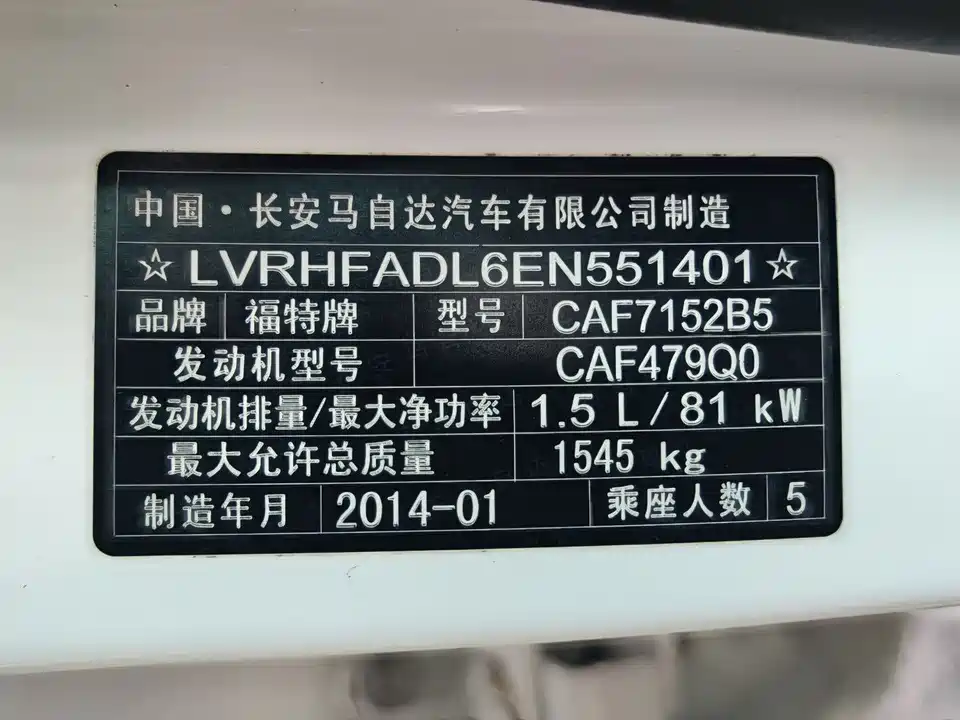 中国·长安马自达汽车有限公司制造
☆LVRHFADL6EN551401☆
品牌 福特牌 型号 CAF7152B5
发动机型号 CAF479Q0
发动机排量/最大净功率 1.5 L/81 kW
最大允许总质量 1545 kg
制造年月 2014-01 乘座人数 5